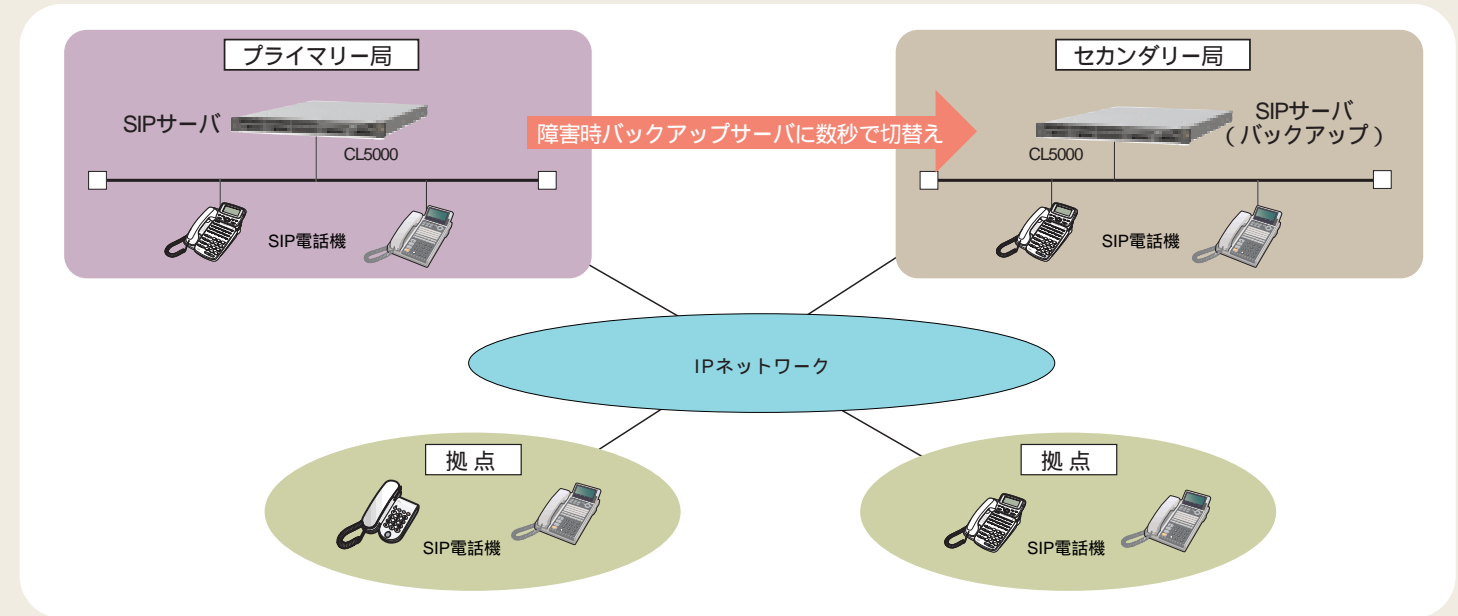 プライマリー局
SIPサーバ
CL5000
SIP電話機
障害時バックアップサーバに数秒で切替え
セカンダリー局
SIPサーバ
（バックアップ）
CL5000
SIP電話機
IPネットワーク
拠 点
SIP電話機
拠 点
SIP電話機